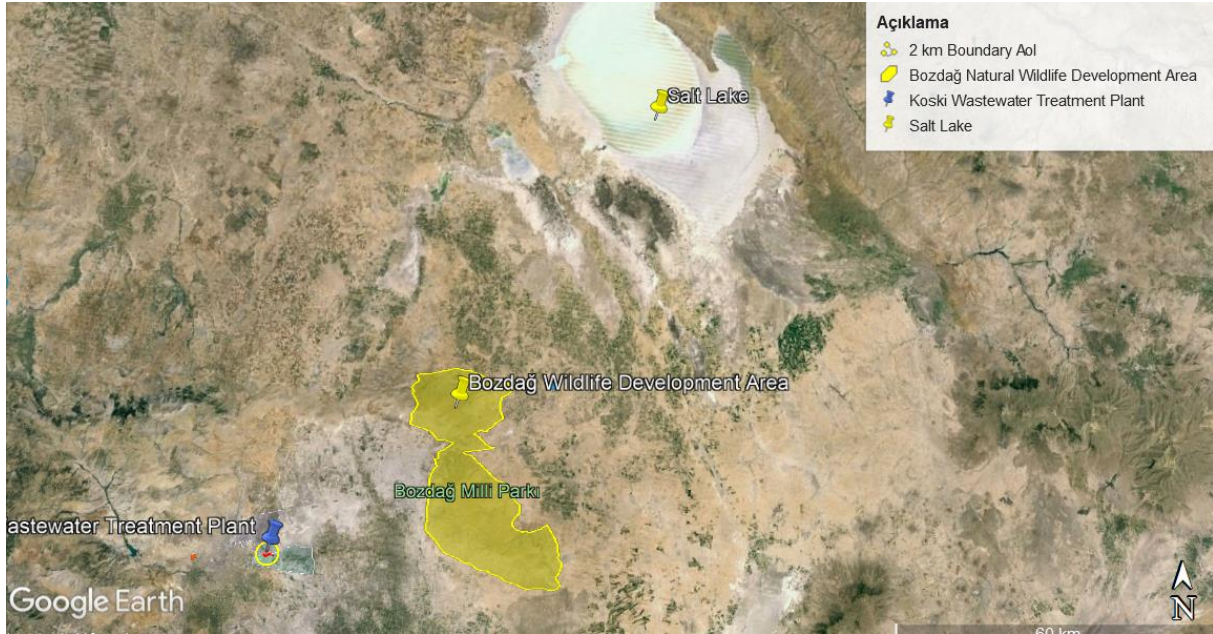 Açıklama
2 km Boundary AoI
Bozdağ Natural Wildlife Development Area
Koski Wastewater Treatment Plant
Salt Lake
Salt Lake
Bozdağ Wildlife Development Area
Bozdağ Milli Parkı
astewater Treatment Plant
Google Earth
N
60 km